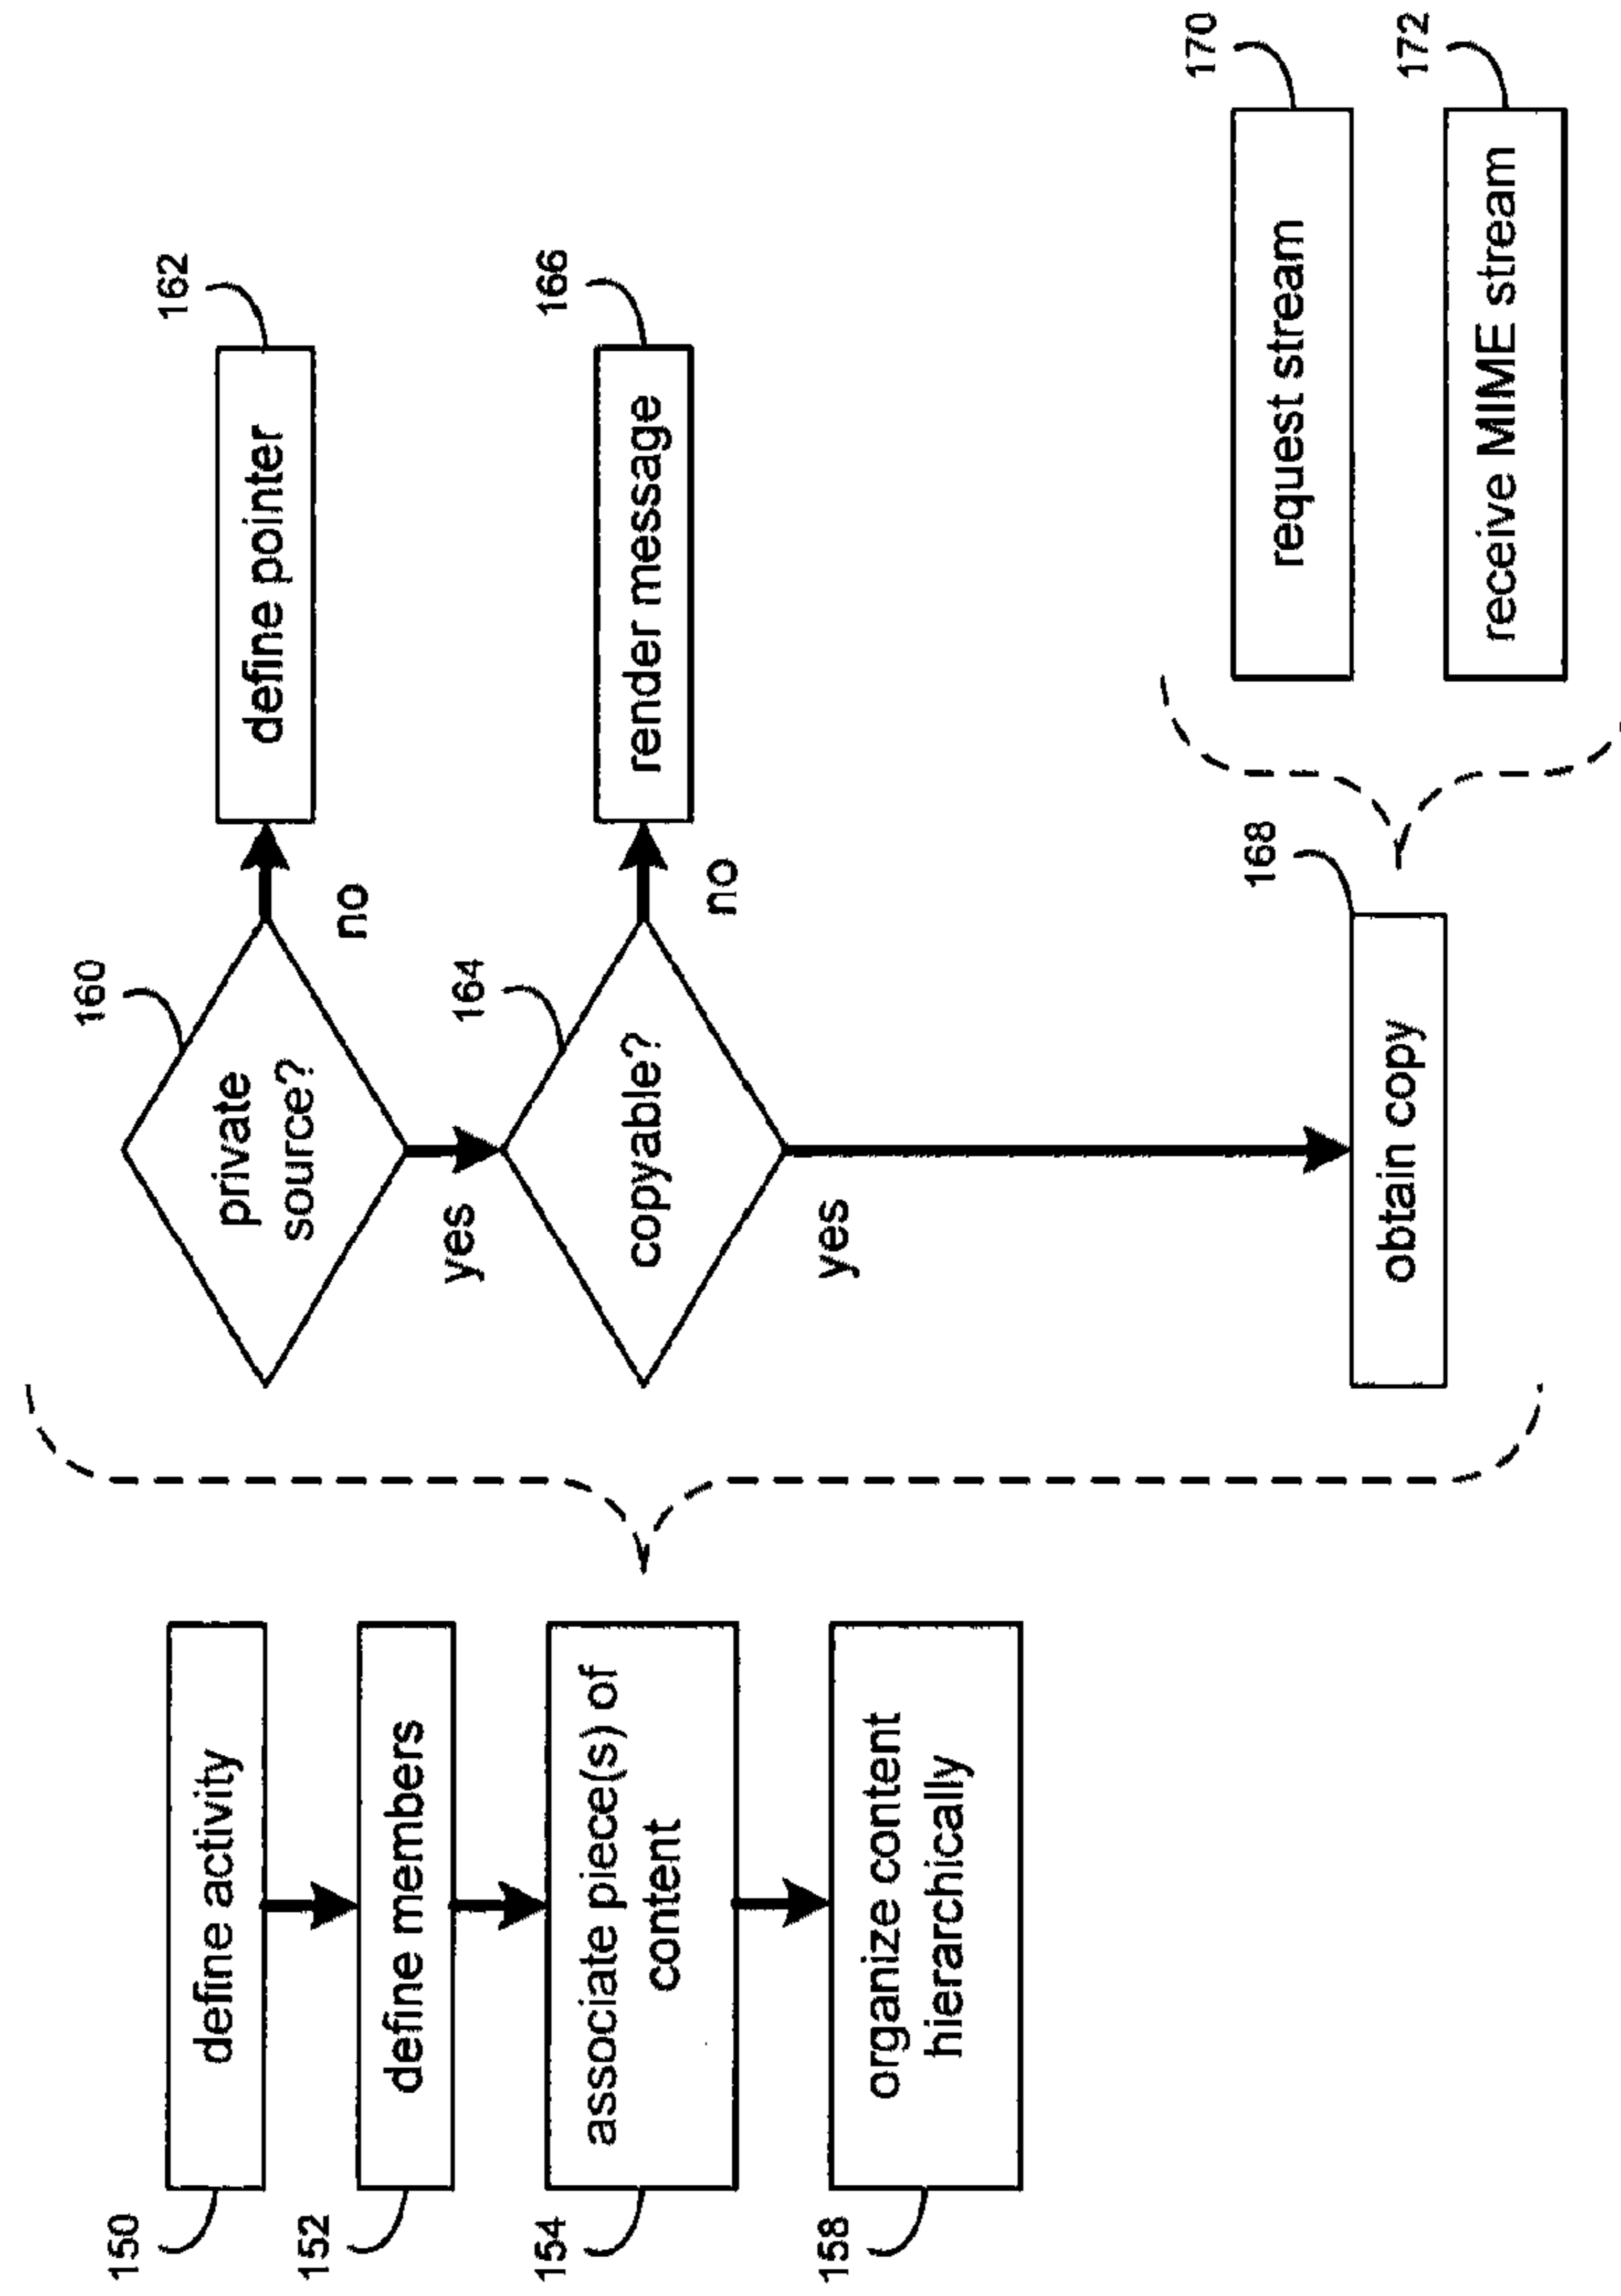 150
define activity
152
define members
154
associate piece(s) of
content
158
organize content
hierarchically
160
private
source?
no
162
define pointer
yes
164
copyable?
no
166
render message
yes
168
obtain copy
170
request stream
172
receive MIME stream